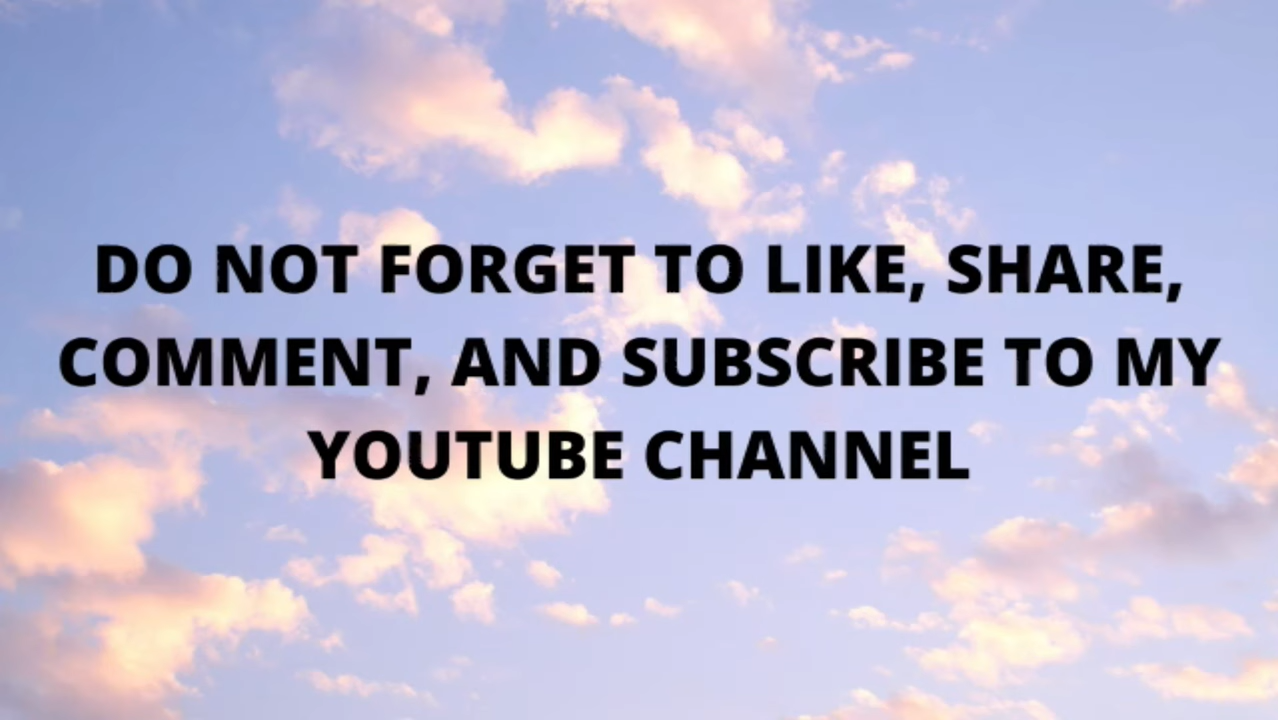 DO NOT FORGET TO LIKE, SHARE,
COMMENT, AND SUBSCRIBE TO MY
YOUTUBE CHANNEL